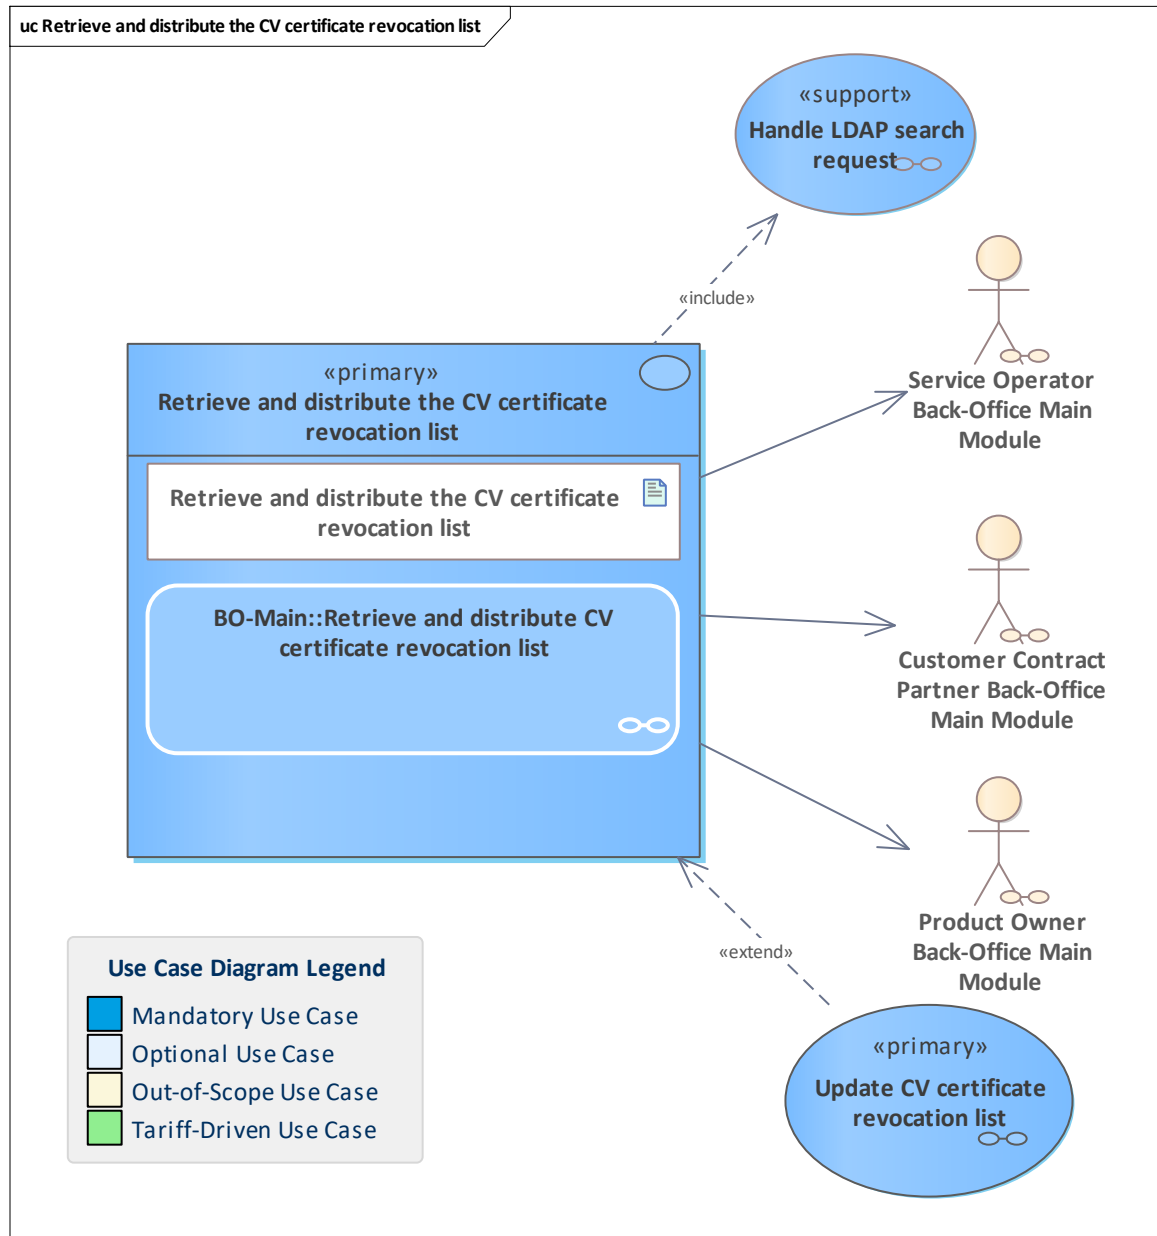 uc Retrieve and distribute the CV certificate revocation list
«support»
Handle LDAP search
request
«include»
Service Operator
Back-Office Main
Module
«primary»
Retrieve and distribute the CV certificate
revocation list
Retrieve and distribute the CV certificate
revocation list
BO-Main::Retrieve and distribute CV
certificate revocation list
Customer Contract
Partner Back-Office
Main Module
Product Owner
Back-Office Main
Module
«extend»
«primary»
Update CV certificate
revocation list
Use Case Diagram Legend
Mandatory Use Case
Optional Use Case
Out-of-Scope Use Case
Tariff-Driven Use Case